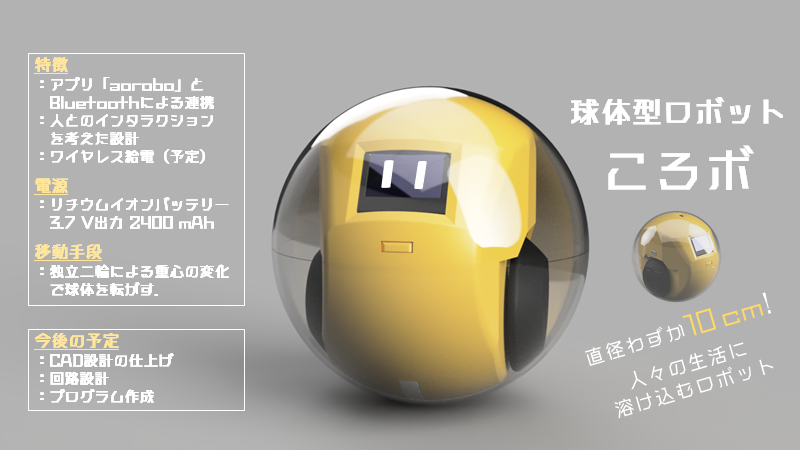 特徴
：アプリ「aorobo」と
Bluetoothによる連携
：人とのインタラクション
を考えた設計
：ワイヤレス給電（予定）
電源
：リチウムイオンバッテリー
3.7 V出力 2400 mAh
移動手段
：独立二輪による重心の変化
で球体を転がす．
今後の予定
：CAD設計の仕上げ
：回路設計
：プログラム作成
球体型ロボット
ころボ
直径わずか10 cm!
人々の生活に
溶け込むロボット